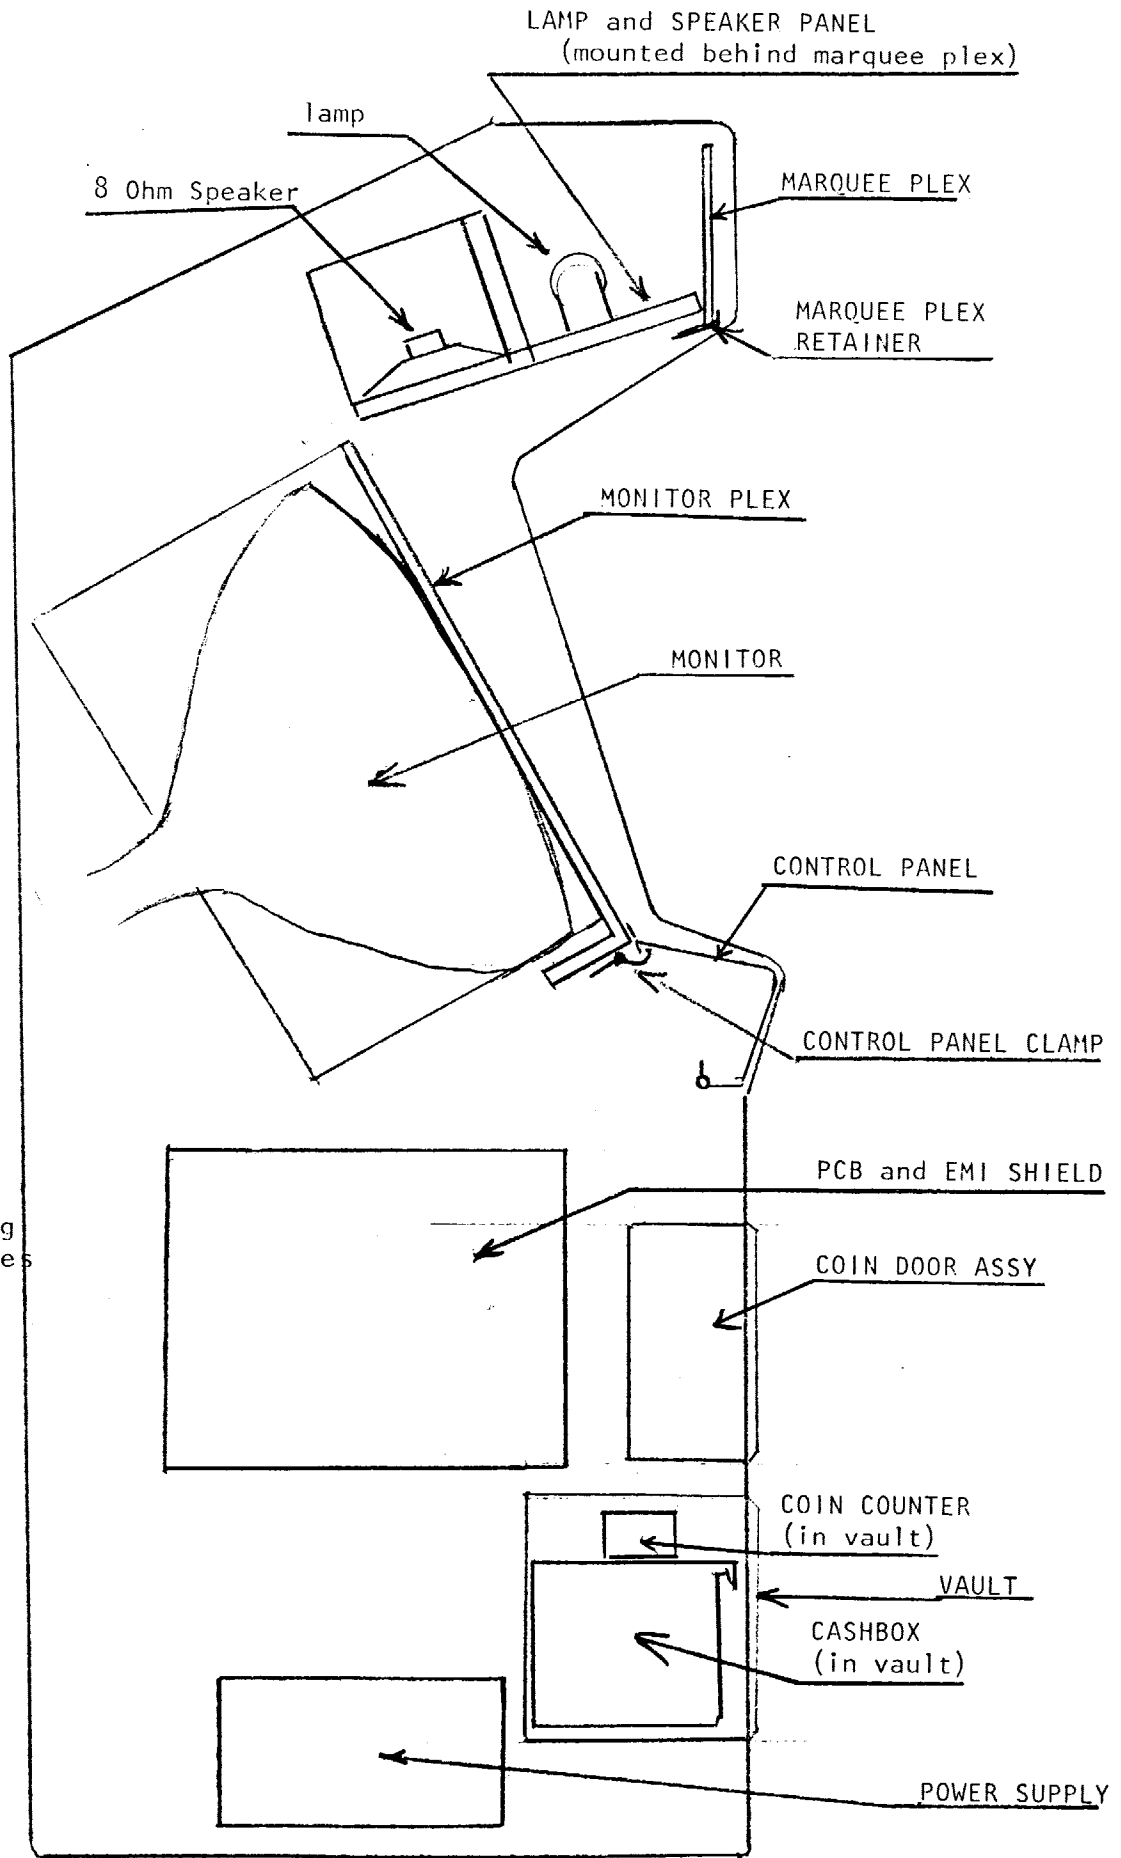 LAMP and SPEAKER PANEL
(mounted behind marquee plex)
lamp
8 Ohm Speaker
MARQUEE PLEX
MARQUEE PLEX
RETAINER
MONITOR PLEX
MONITOR
CONTROL PANEL
CONTROL PANEL CLAMP
PCB and EMI SHIELD
g
es
COIN DOOR ASSY
COIN COUNTER
(in vault)
VAULT
CASHBOX
(in vault)
POWER SUPPLY